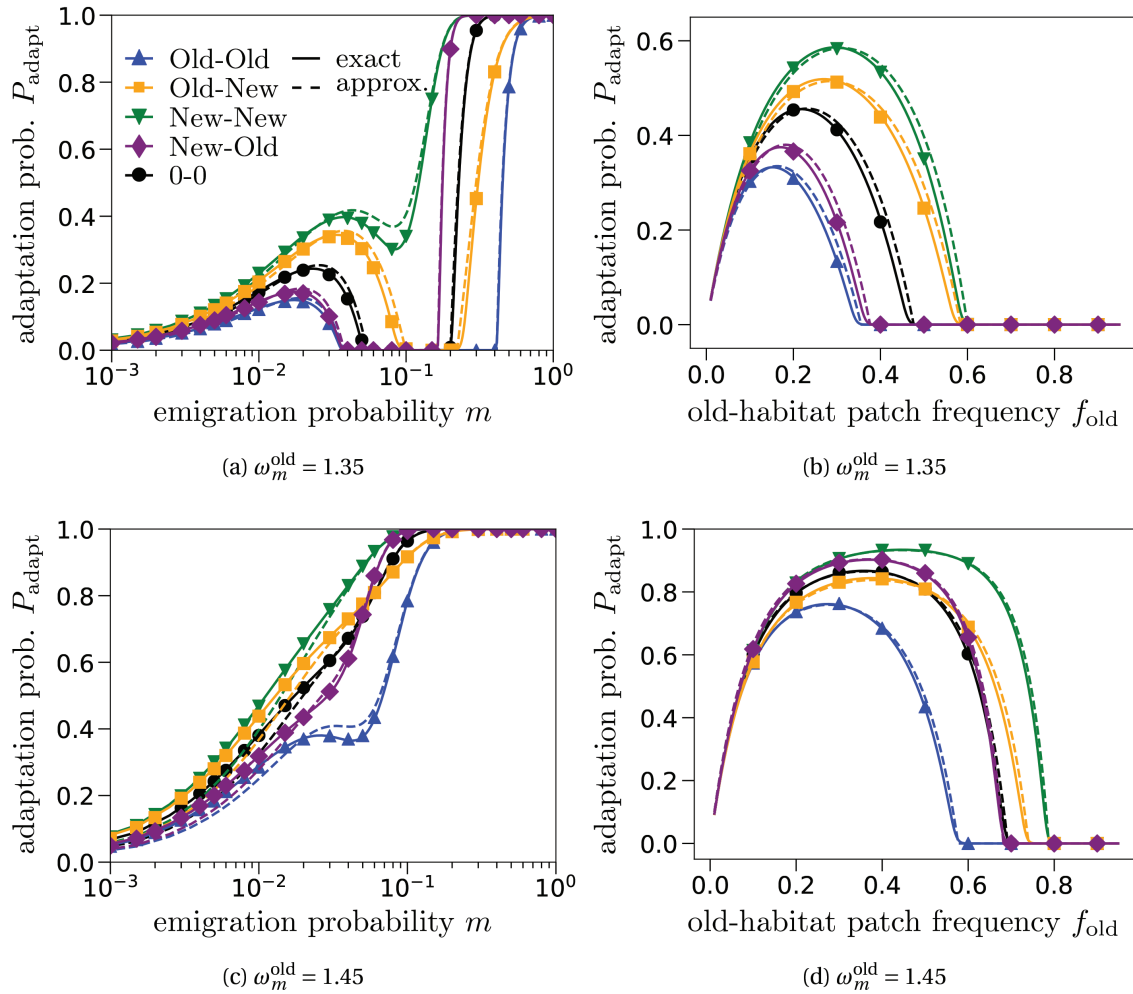 1.0
0.8
0.6
0.4
0.2
0.0
adaptation prob. P_adapt
Old-Old
Old-New
New-New
New-Old
0-0
exact
approx.
10⁻³
10⁻²
10⁻¹
10⁰
emigration probability m
(a) ω_m^old = 1.35
0.6
0.4
0.2
0.0
adaptation prob. P_adapt
0.0
0.2
0.4
0.6
0.8
old-habitat patch frequency f_old
(b) ω_m^old = 1.35
1.0
0.8
0.6
0.4
0.2
0.0
adaptation prob. P_adapt
10⁻³
10⁻²
10⁻¹
10⁰
emigration probability m
(c) ω_m^old = 1.45
1.0
0.8
0.6
0.4
0.2
0.0
adaptation prob. P_adapt
0.0
0.2
0.4
0.6
0.8
old-habitat patch frequency f_old
(d) ω_m^old = 1.45